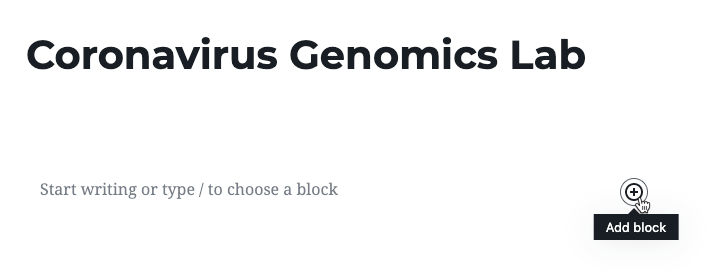 Coronavirus Genomics Lab
Start writing or type / to choose a block
Add block